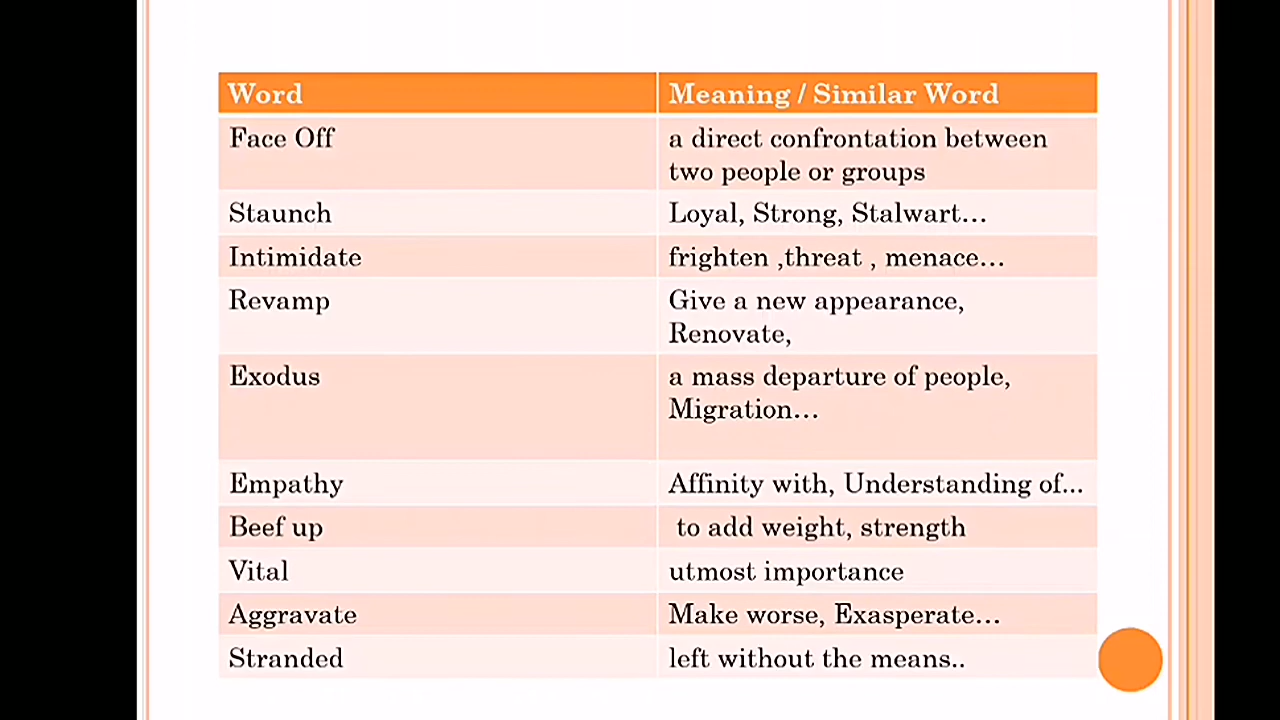 Word
Meaning / Similar Word
Face Off
a direct confrontation between
two people or groups
Staunch
Loyal, Strong, Stalwart…
Intimidate
frighten ,threat , menace…
Revamp
Give a new appearance,
Renovate,
Exodus
a mass departure of people,
Migration…
Empathy
Affinity with, Understanding of...
Beef up
to add weight, strength
Vital
utmost importance
Aggravate
Make worse, Exasperate…
Stranded
left without the means..